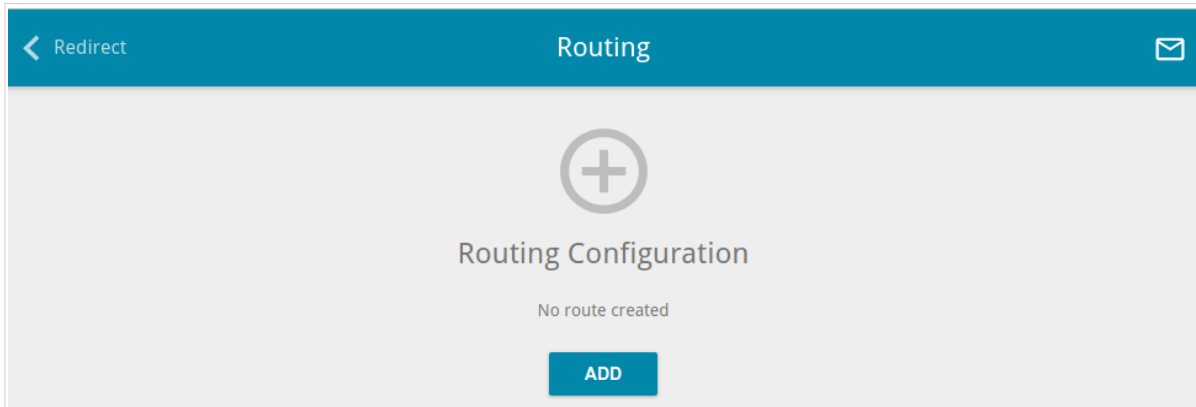 Redirect
Routing
Routing Configuration
No route created
ADD